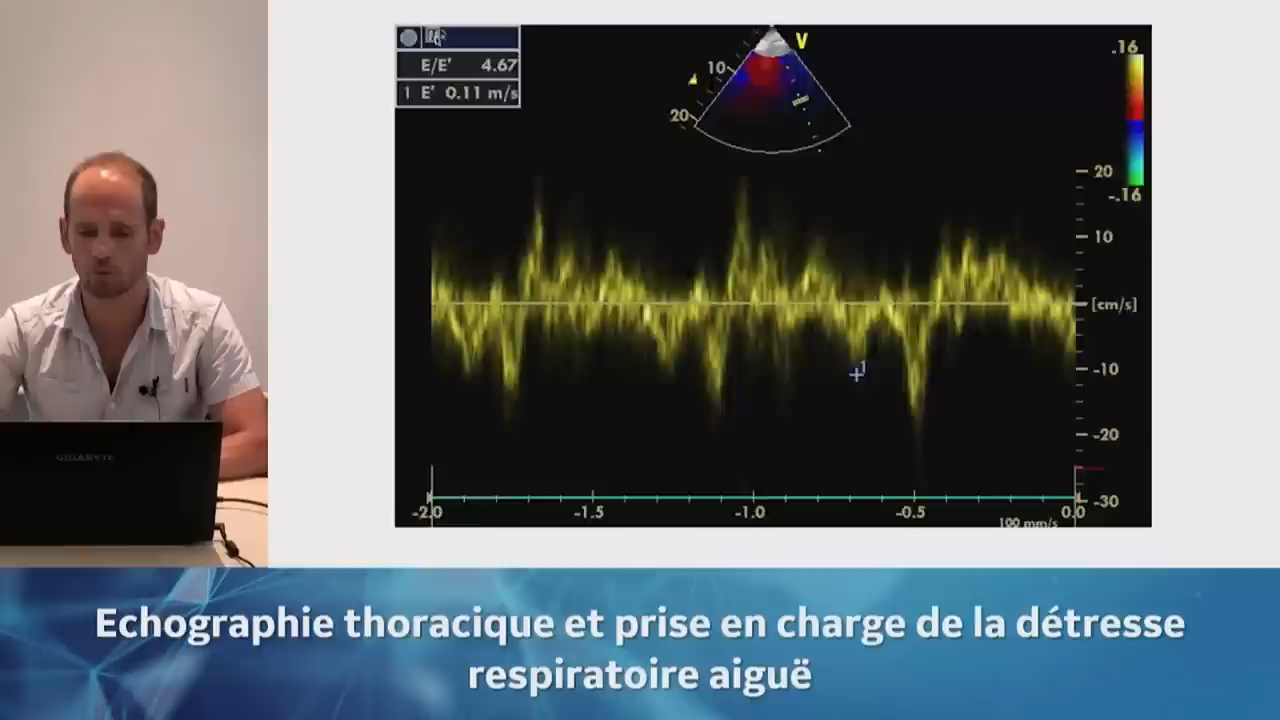 E/E' 4.67
1 E' 0.11 m/s
V
10
20
.16
-.16
20
10
[cm/s]
-10
-20
-30
1
-2.0 -1.5 -1.0 -0.5 0.0
100 mm/s
GIGABYTE
Echographie thoracique et prise en charge de la détresse
respiratoire aiguë